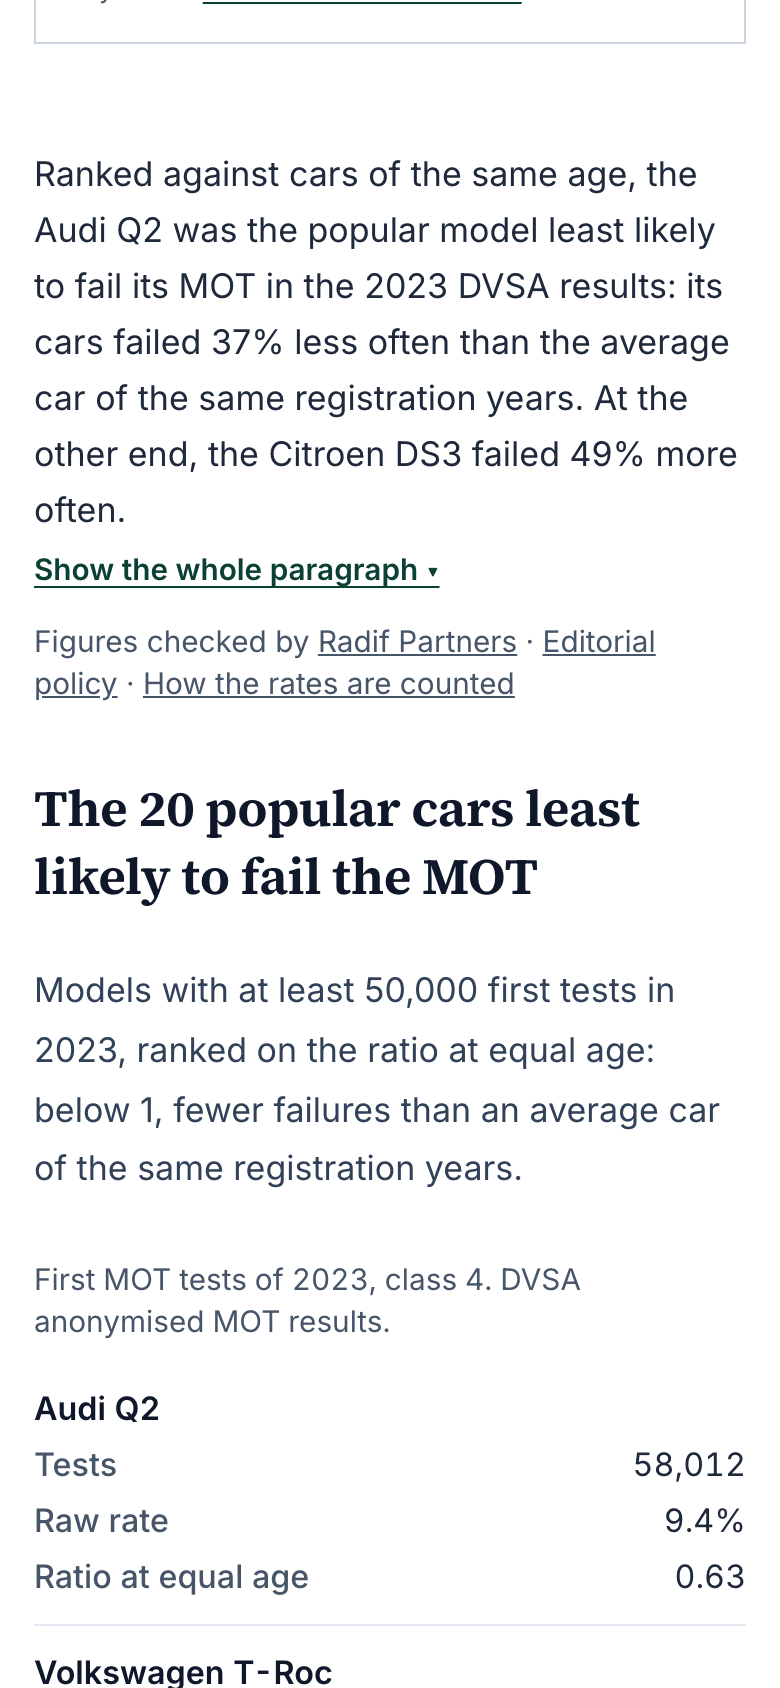 Ranked against cars of the same age, the
Audi Q2 was the popular model least likely
to fail its MOT in the 2023 DVSA results: its
cars failed 37% less often than the average
car of the same registration years. At the
other end, the Citroen DS3 failed 49% more
often.
Show the whole paragraph ▾
Figures checked by Radif Partners · Editorial
policy · How the rates are counted
The 20 popular cars least
likely to fail the MOT
Models with at least 50,000 first tests in
2023, ranked on the ratio at equal age:
below 1, fewer failures than an average car
of the same registration years.
First MOT tests of 2023, class 4. DVSA
anonymised MOT results.
Audi Q2
Tests 58,012
Raw rate 9.4%
Ratio at equal age 0.63
Volkswagen T-Roc